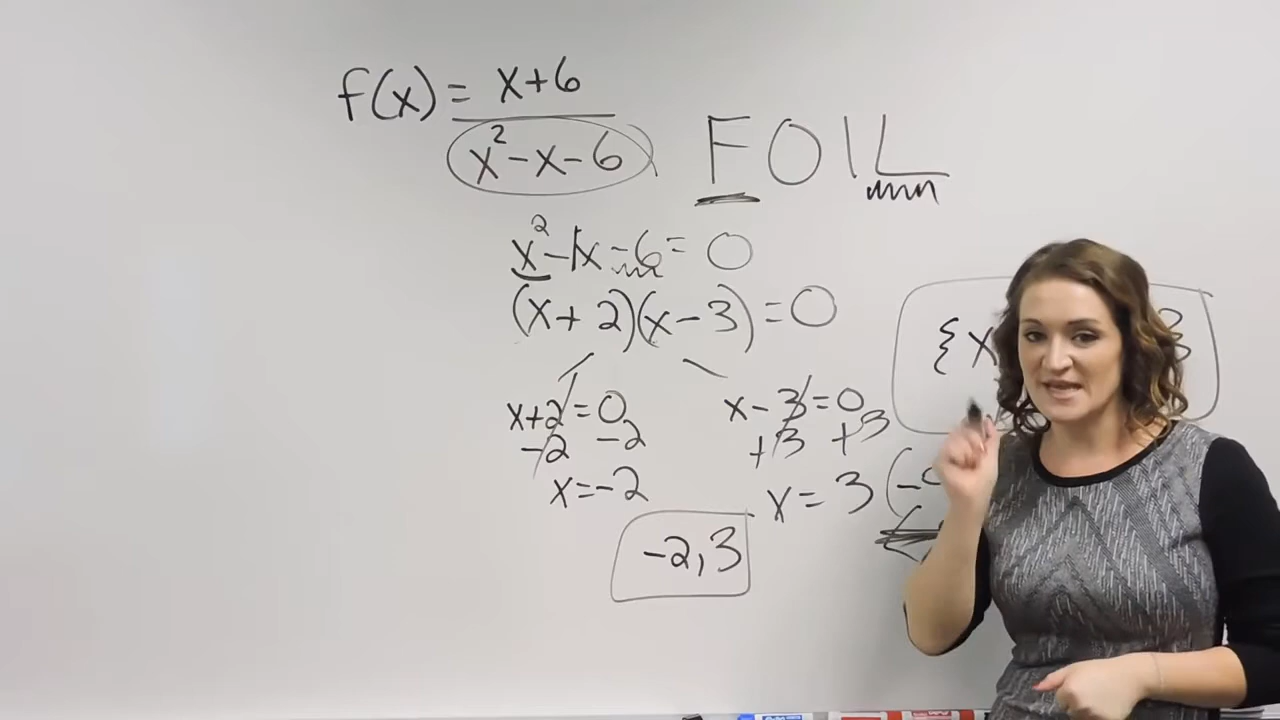 f(x) = x+6
x² - x - 6
FOIL
x² - 1x - 6 = 0
(x + 2)(x - 3) = 0
{x
x+2 = 0
-2 -2
x = -2
x - 3 = 0
+3 +3
x = 3
-2, 3